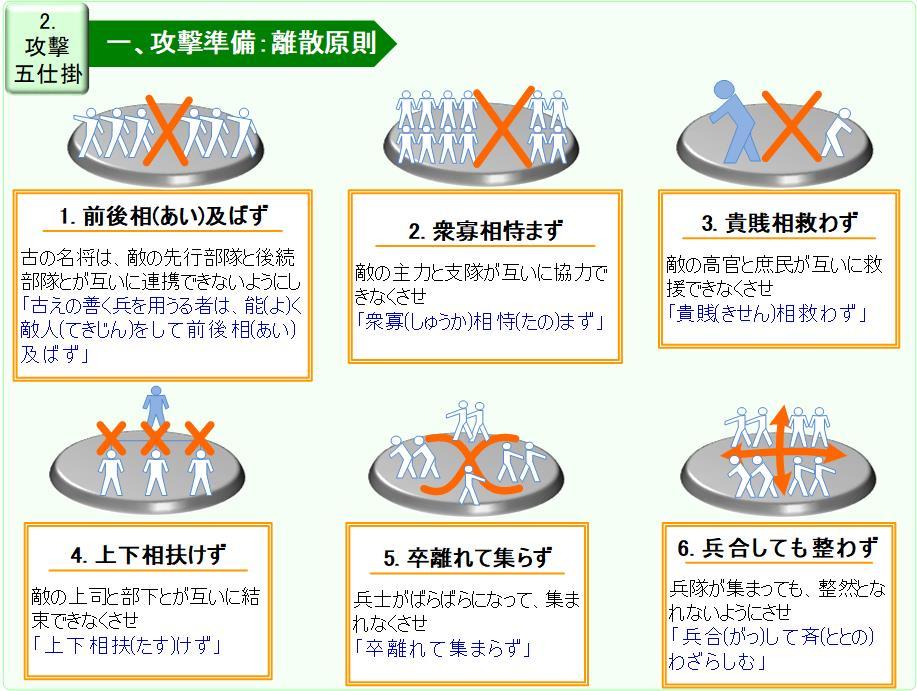 2.
攻撃
五仕掛
一、攻撃準備：離散原則
1. 前後相(あい)及ばず
古の名将は、敵の先行部隊と後続
部隊とが互いに連携できないようにし
「古えの善く兵を用うる者は、能(よ)く
敵人(てきじん)をして前後相(あい)
及ばず」
2. 衆寡相恃まず
敵の主力と支隊が互いに協力で
きなくさせ
「衆寡(しゅうか)相恃(たの)まず」
3. 貴賎相救わず
敵の高官と庶民が互いに救
援できなくさせ
「貴賎(きせん)相救わず」
4. 上下相扶けず
敵の上司と部下とが互いに結
束できなくさせ
「上下相扶(たす)けず」
5. 卒離れて集らず
兵士がばらばらになって、集ま
れなくさせ
「卒離れて集まらず」
6. 兵合しても整わず
兵隊が集まっても、整然とな
れないようにさせ
「兵合(がっ)して斉(ととの)
わざらしむ」